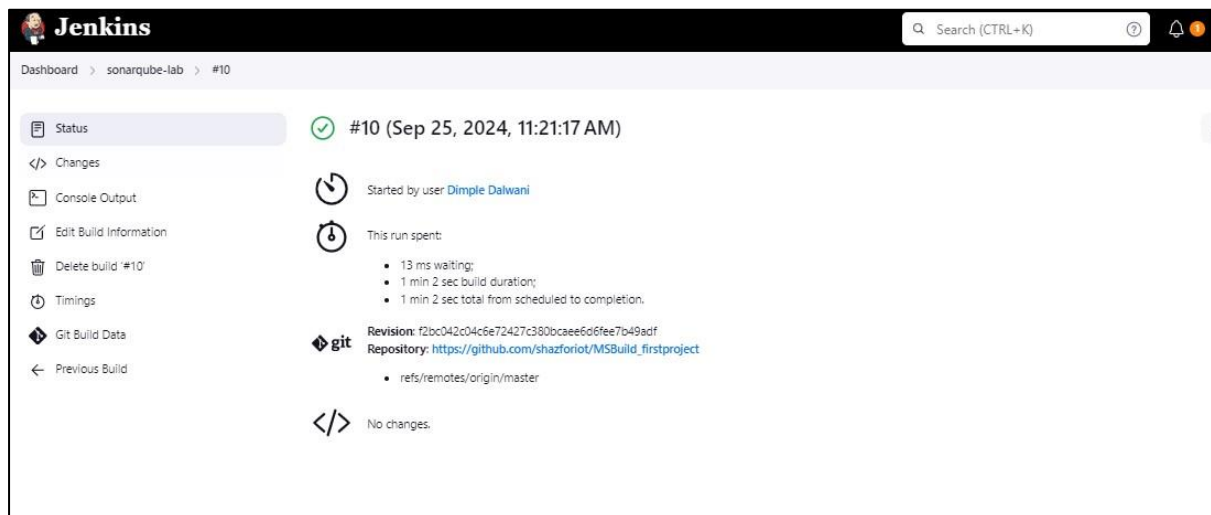 Jenkins
Search (CTRL+K)
1
Dashboard > sonarqube-lab > #10
Status
Changes
Console Output
Edit Build Information
Delete build '#10'
Timings
Git Build Data
Previous Build
#10 (Sep 25, 2024, 11:21:17 AM)
Started by user Dimple Dalwani
This run spent:
13 ms waiting;
1 min 2 sec build duration;
1 min 2 sec total from scheduled to completion.
git
Revision: f2bc042c04c6e72427c380bcaee6d6fee7b49adf
Repository: https://github.com/shazforiot/MSBuild_firstproject
refs/remotes/origin/master
No changes.